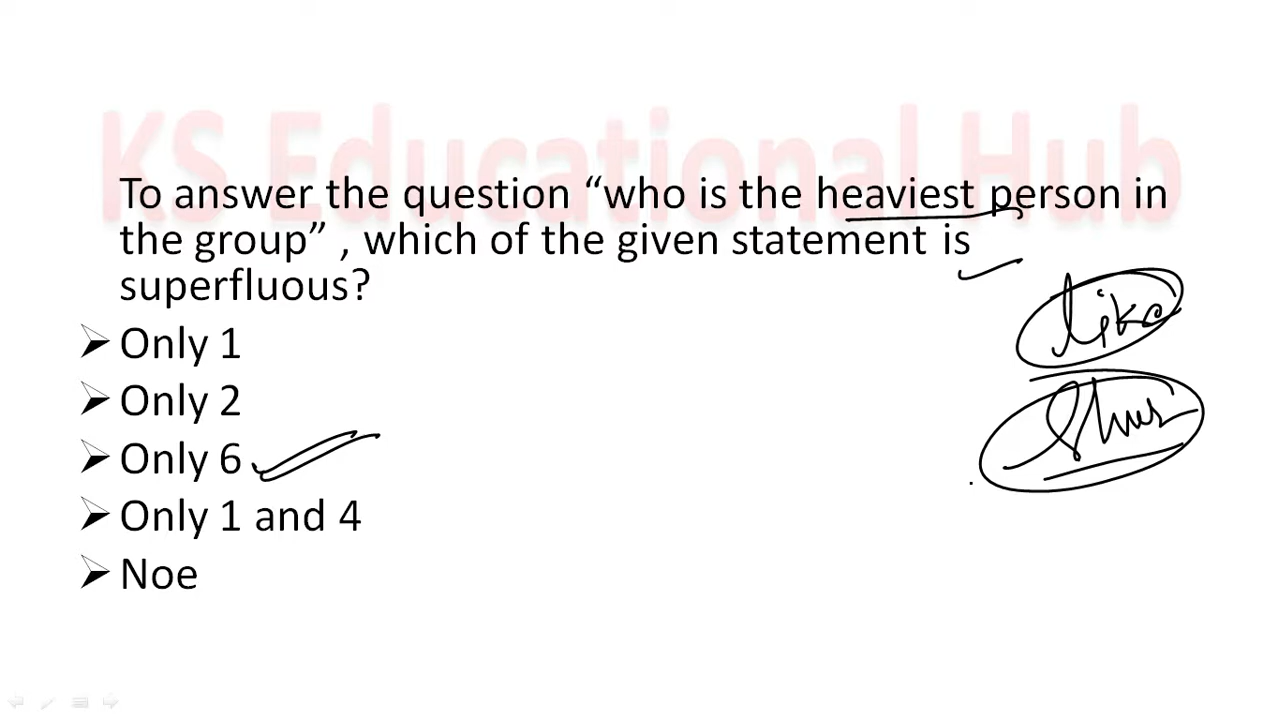 KS Educational Hub
To answer the question “who is the heaviest person in
the group” , which of the given statement is
superfluous?
Only 1
Only 2
Only 6
Only 1 and 4
Noe
like